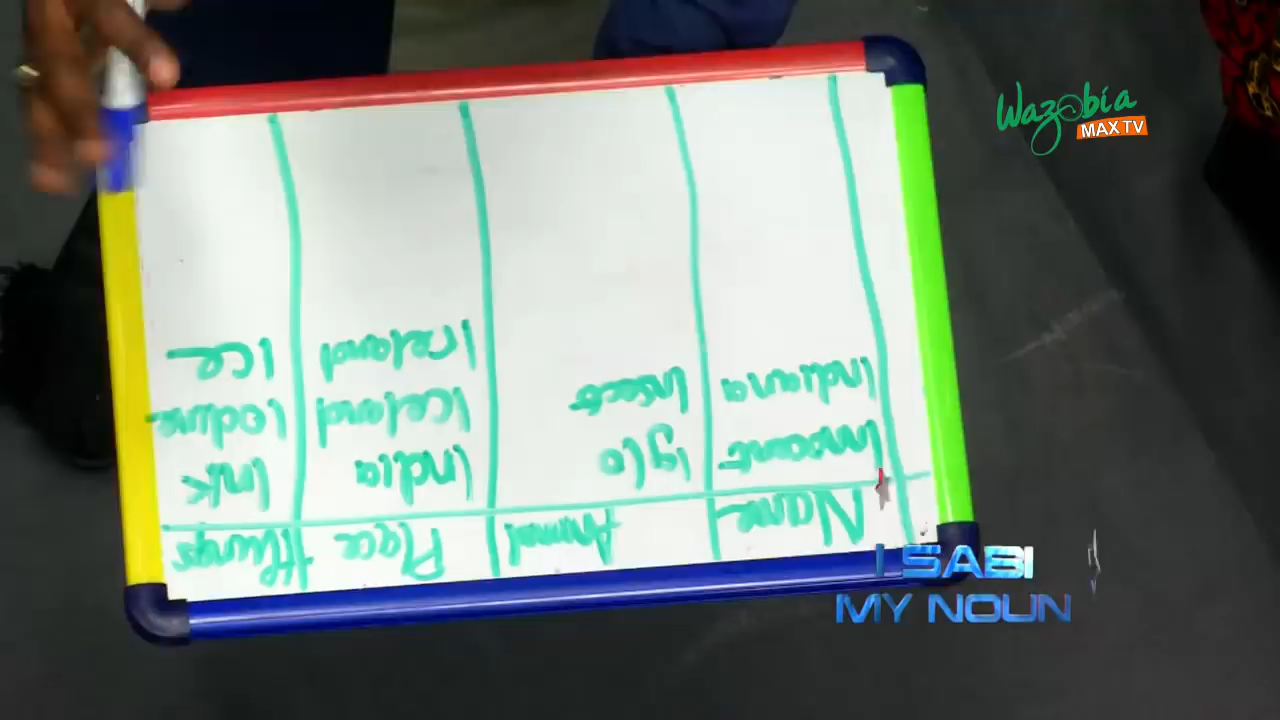 Wazobia
MAX TV
Name Animal Place Things
Innocent Iglo India Ink
Indiana Insect Iceland Iodine
Iceland Ice
I SABI
MY NOUN